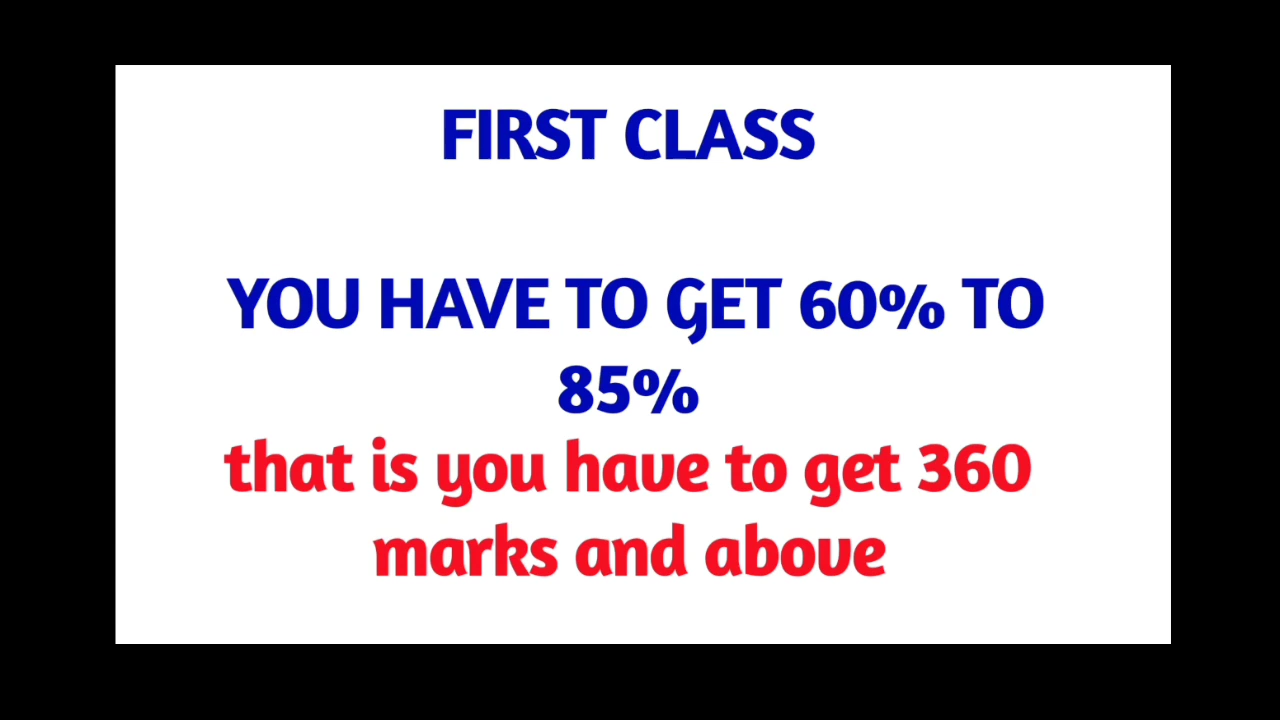 FIRST CLASS
YOU HAVE TO GET 60% TO
85%
that is you have to get 360
marks and above